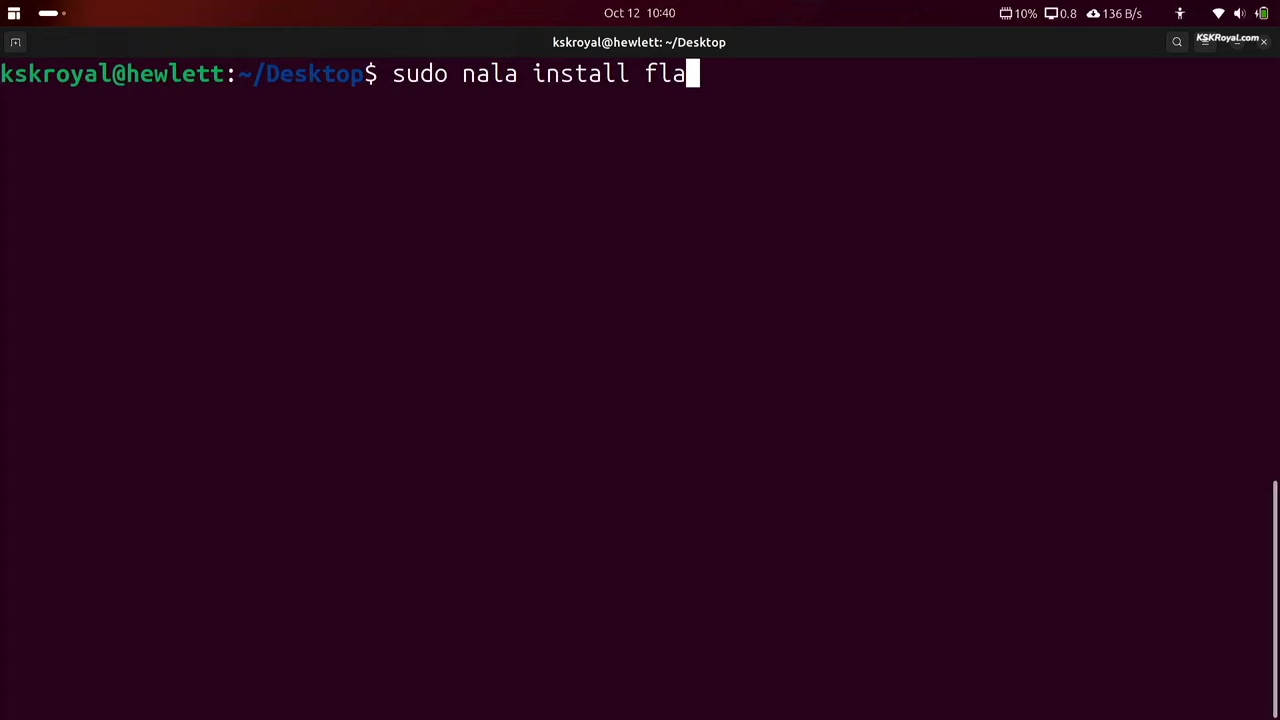 Oct 12 10:40
10% 0.8 136 B/s
kskroyal@hewlett: ~/Desktop
KSKRoyal.com
kskroyal@hewlett:~/Desktop$ sudo nala install fla